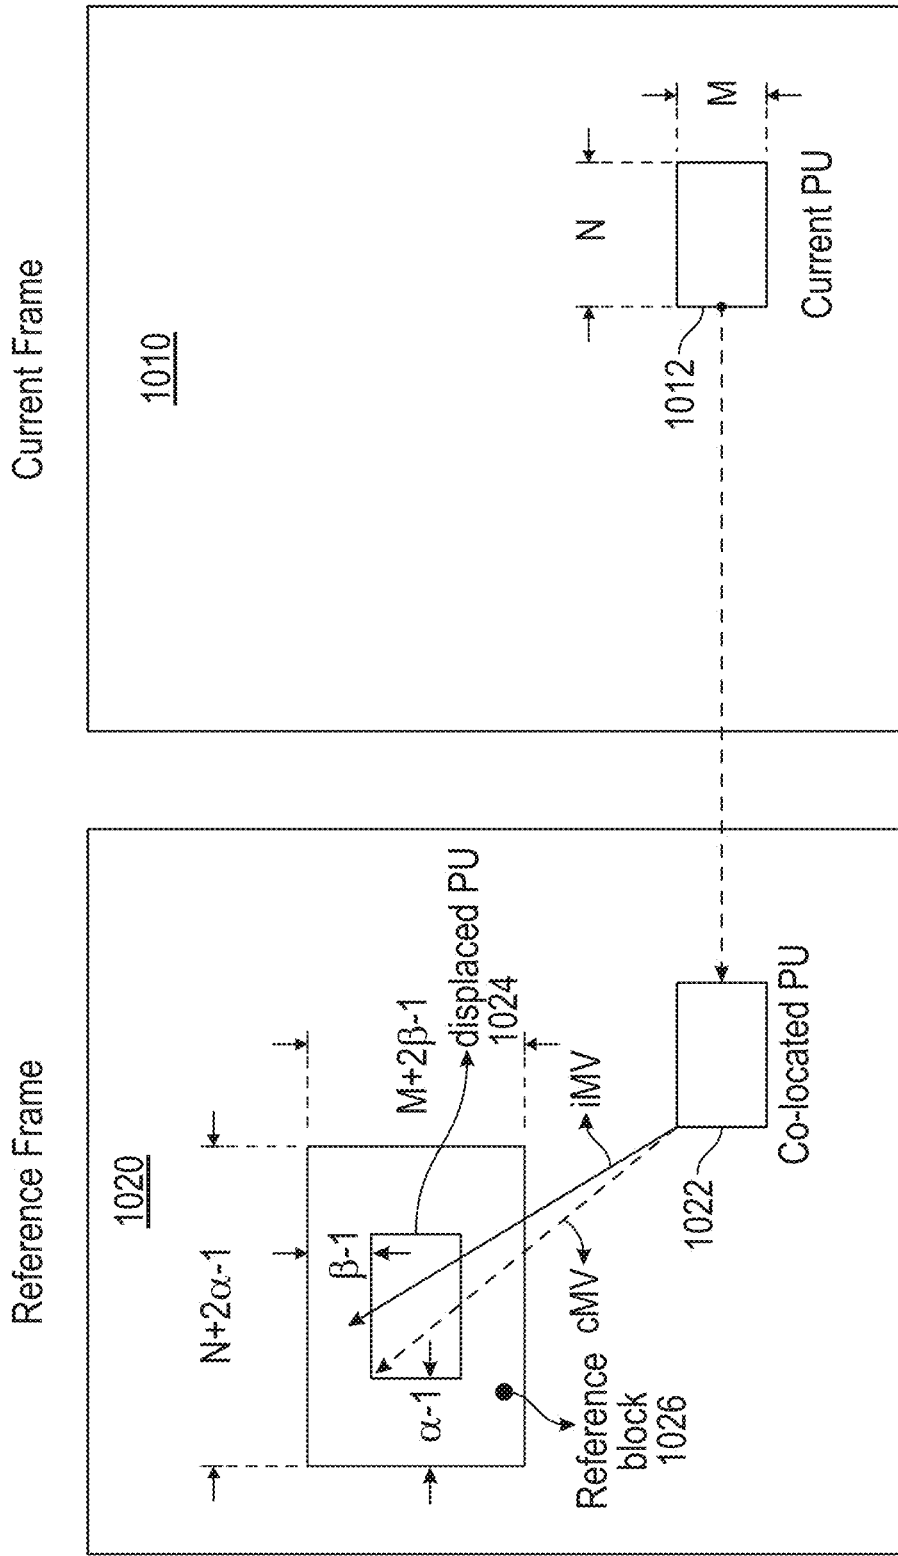 Reference Frame
1020
N+2α-1
β-1
α-1
M+2β-1
displaced PU
1024
iMV
cMV
Reference
block
1026
1022
Co-located PU
Current Frame
1010
N
M
1012
Current PU